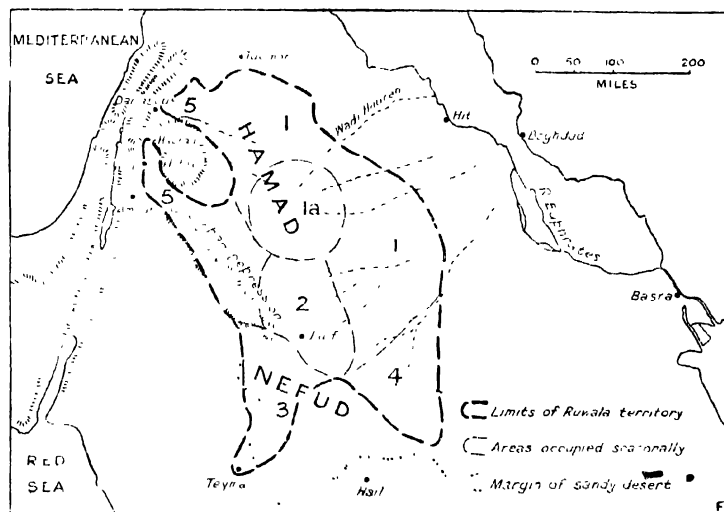 MEDITERRANEAN
SEA
0 50 100 200
MILES
5
1
Wadi Hauran
Hit
Baghdad
HAMAD
5
1a
1
R. Euphrates
Basra
2
Jauf
4
NEFUD
3
Limits of Ruwala territory
Areas occupied seasonally
RED
SEA
Teyma
Hail
Margin of sandy desert